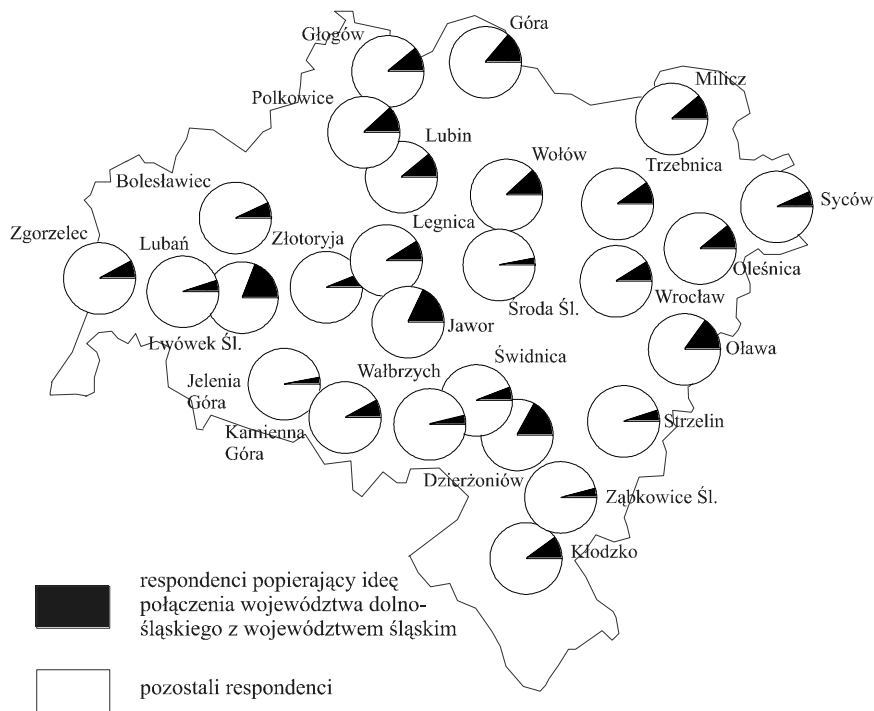 Góra
Głogów
Milicz
Polkowice
Lubin
Wołów
Trzebnica
Bolesławiec
Syców
Legnica
Zgorzelec
Lubań
Złotoryja
Oleśnica
Wrocław
Środa Śl.
Jawor
Lwówek Śl.
Oława
Świdnica
Wałbrzych
Jelenia
Góra
Strzelin
Kamienna
Góra
Dzierżoniów
Ząbkowice Śl.
Kłodzko
respondenci popierający ideę
połączenia województwa dolno-
śląskiego z województwem śląskim
pozostali respondenci